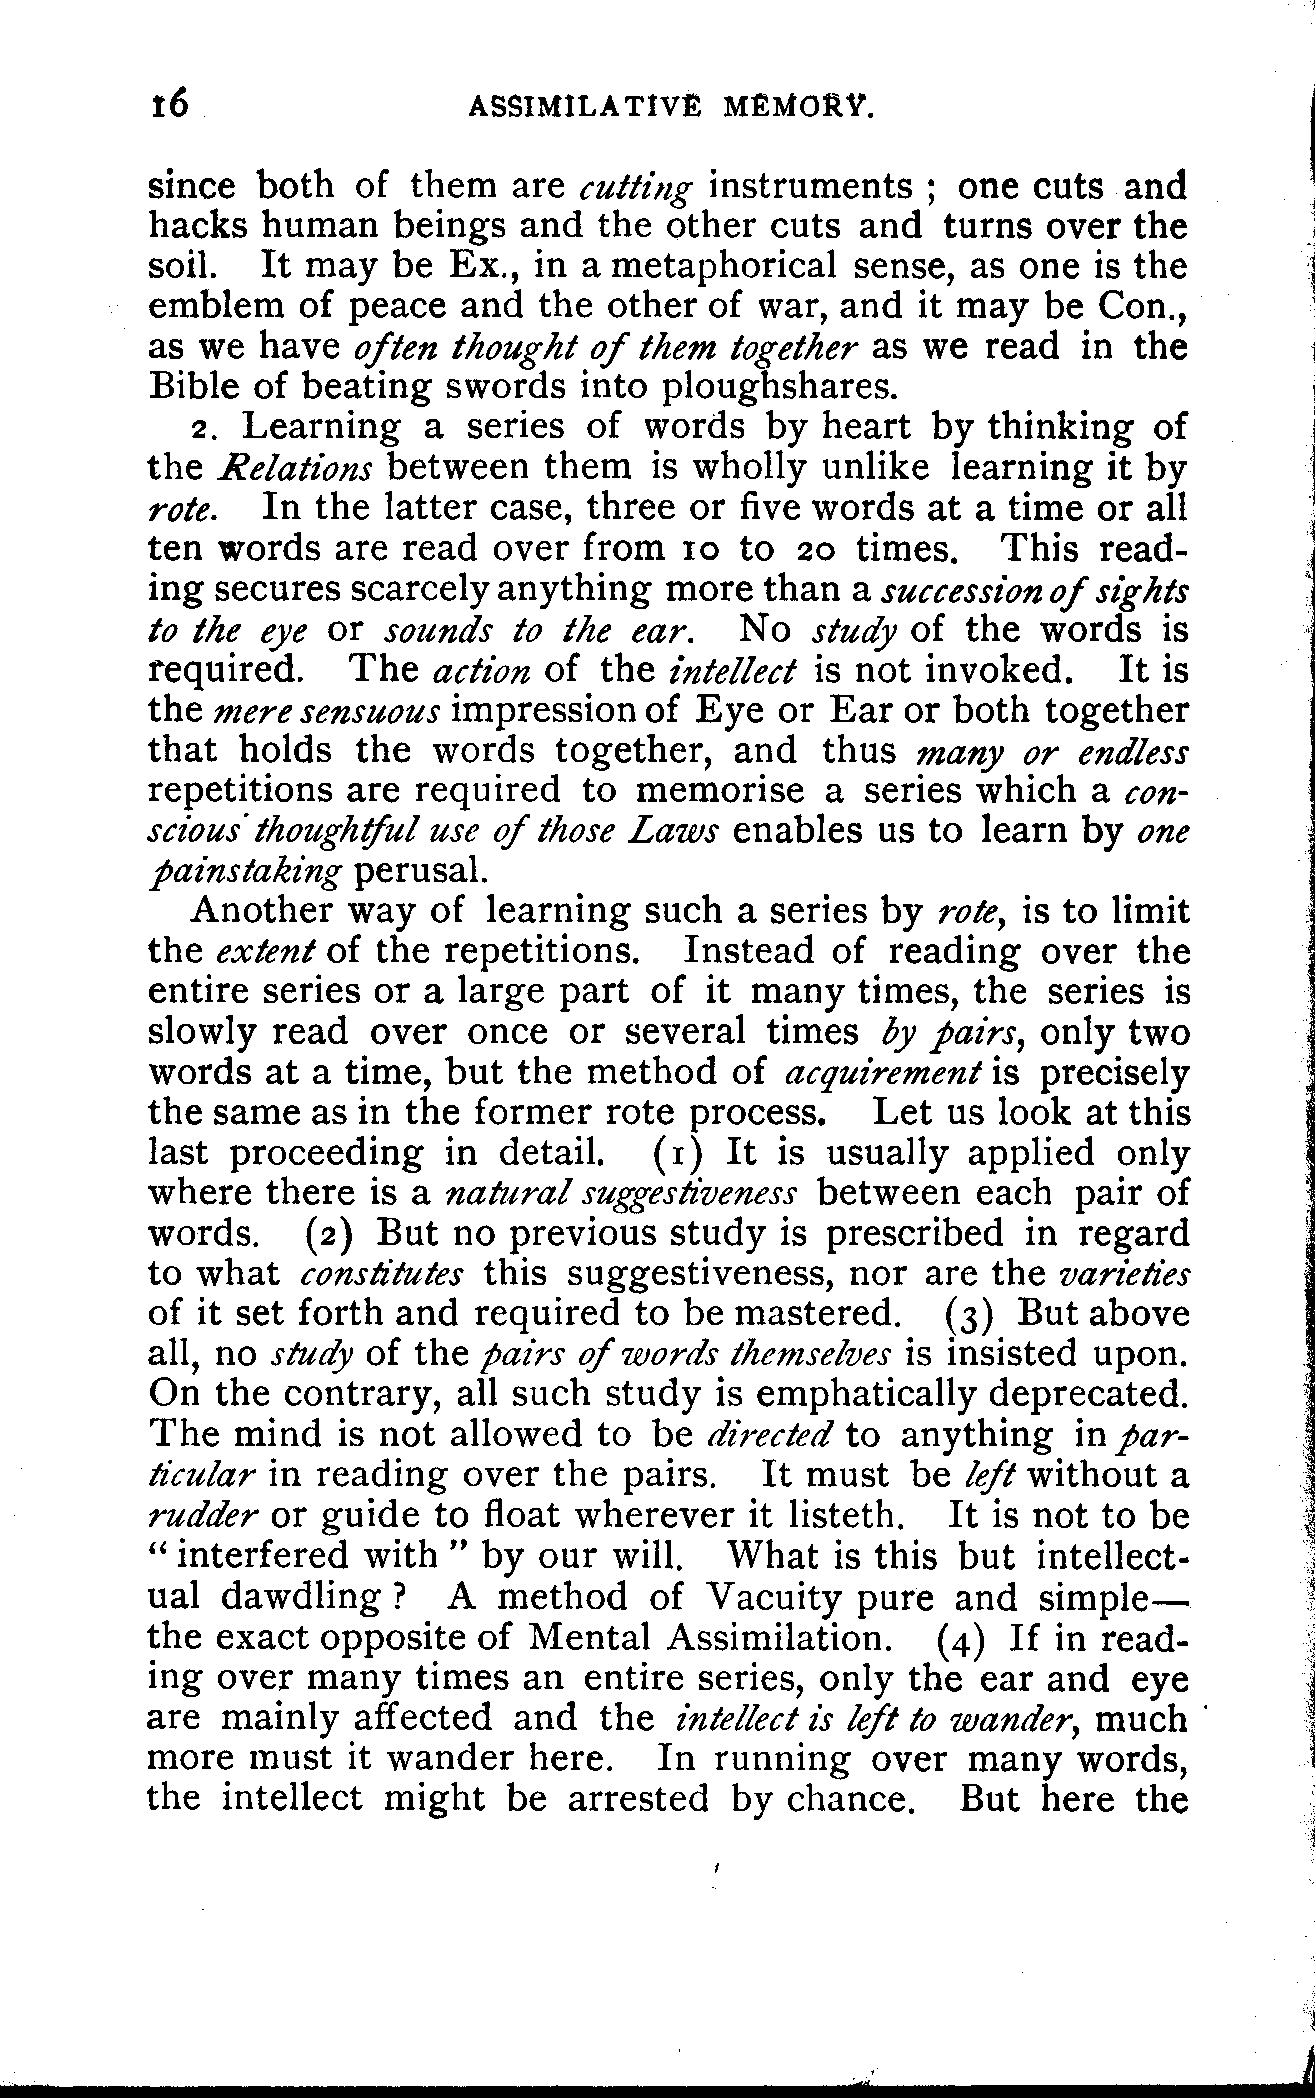 16 ASSIMILATIVE MEMORY.
since both of them are cutting instruments ; one cuts and
hacks human beings and the other cuts and turns over the
soil. It may be Ex., in a metaphorical sense, as one is the
emblem of peace and the other of war, and it may be Con.,
as we have often thought of them together as we read in the
Bible of beating swords into ploughshares.
2. Learning a series of words by heart by thinking of
the Relations between them is wholly unlike learning it by
rote. In the latter case, three or five words at a time or all
ten words are read over from 10 to 20 times. This read-
ing secures scarcely anything more than a succession of sights
to the eye or sounds to the ear. No study of the words is
required. The action of the intellect is not invoked. It is
the mere sensuous impression of Eye or Ear or both together
that holds the words together, and thus many or endless
repetitions are required to memorise a series which a con-
scious thoughtful use of those Laws enables us to learn by one
painstaking perusal.
Another way of learning such a series by rote, is to limit
the extent of the repetitions. Instead of reading over the
entire series or a large part of it many times, the series is
slowly read over once or several times by pairs, only two
words at a time, but the method of acquirement is precisely
the same as in the former rote process. Let us look at this
last proceeding in detail. (1) It is usually applied only
where there is a natural suggestiveness between each pair of
words. (2) But no previous study is prescribed in regard
to what constitutes this suggestiveness, nor are the varieties
of it set forth and required to be mastered. (3) But above
all, no study of the pairs of words themselves is insisted upon.
On the contrary, all such study is emphatically deprecated.
The mind is not allowed to be directed to anything in par-
ticular in reading over the pairs. It must be left without a
rudder or guide to float wherever it listeth. It is not to be
“ interfered with ” by our will. What is this but intellect-
ual dawdling ? A method of Vacuity pure and simple—
the exact opposite of Mental Assimilation. (4) If in read-
ing over many times an entire series, only the ear and eye
are mainly affected and the intellect is left to wander, much
more must it wander here. In running over many words,
the intellect might be arrested by chance. But here the